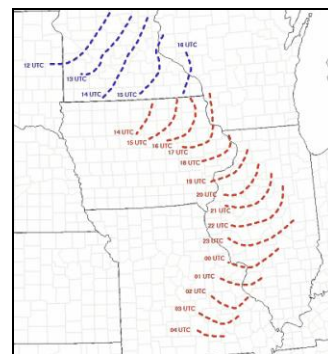 16 UTC
12 UTC
13 UTC
14 UTC
15 UTC
14 UTC
15 UTC
16 UTC
17 UTC
18 UTC
19 UTC
20 UTC
21 UTC
22 UTC
23 UTC
00 UTC
01 UTC
02 UTC
03 UTC
04 UTC